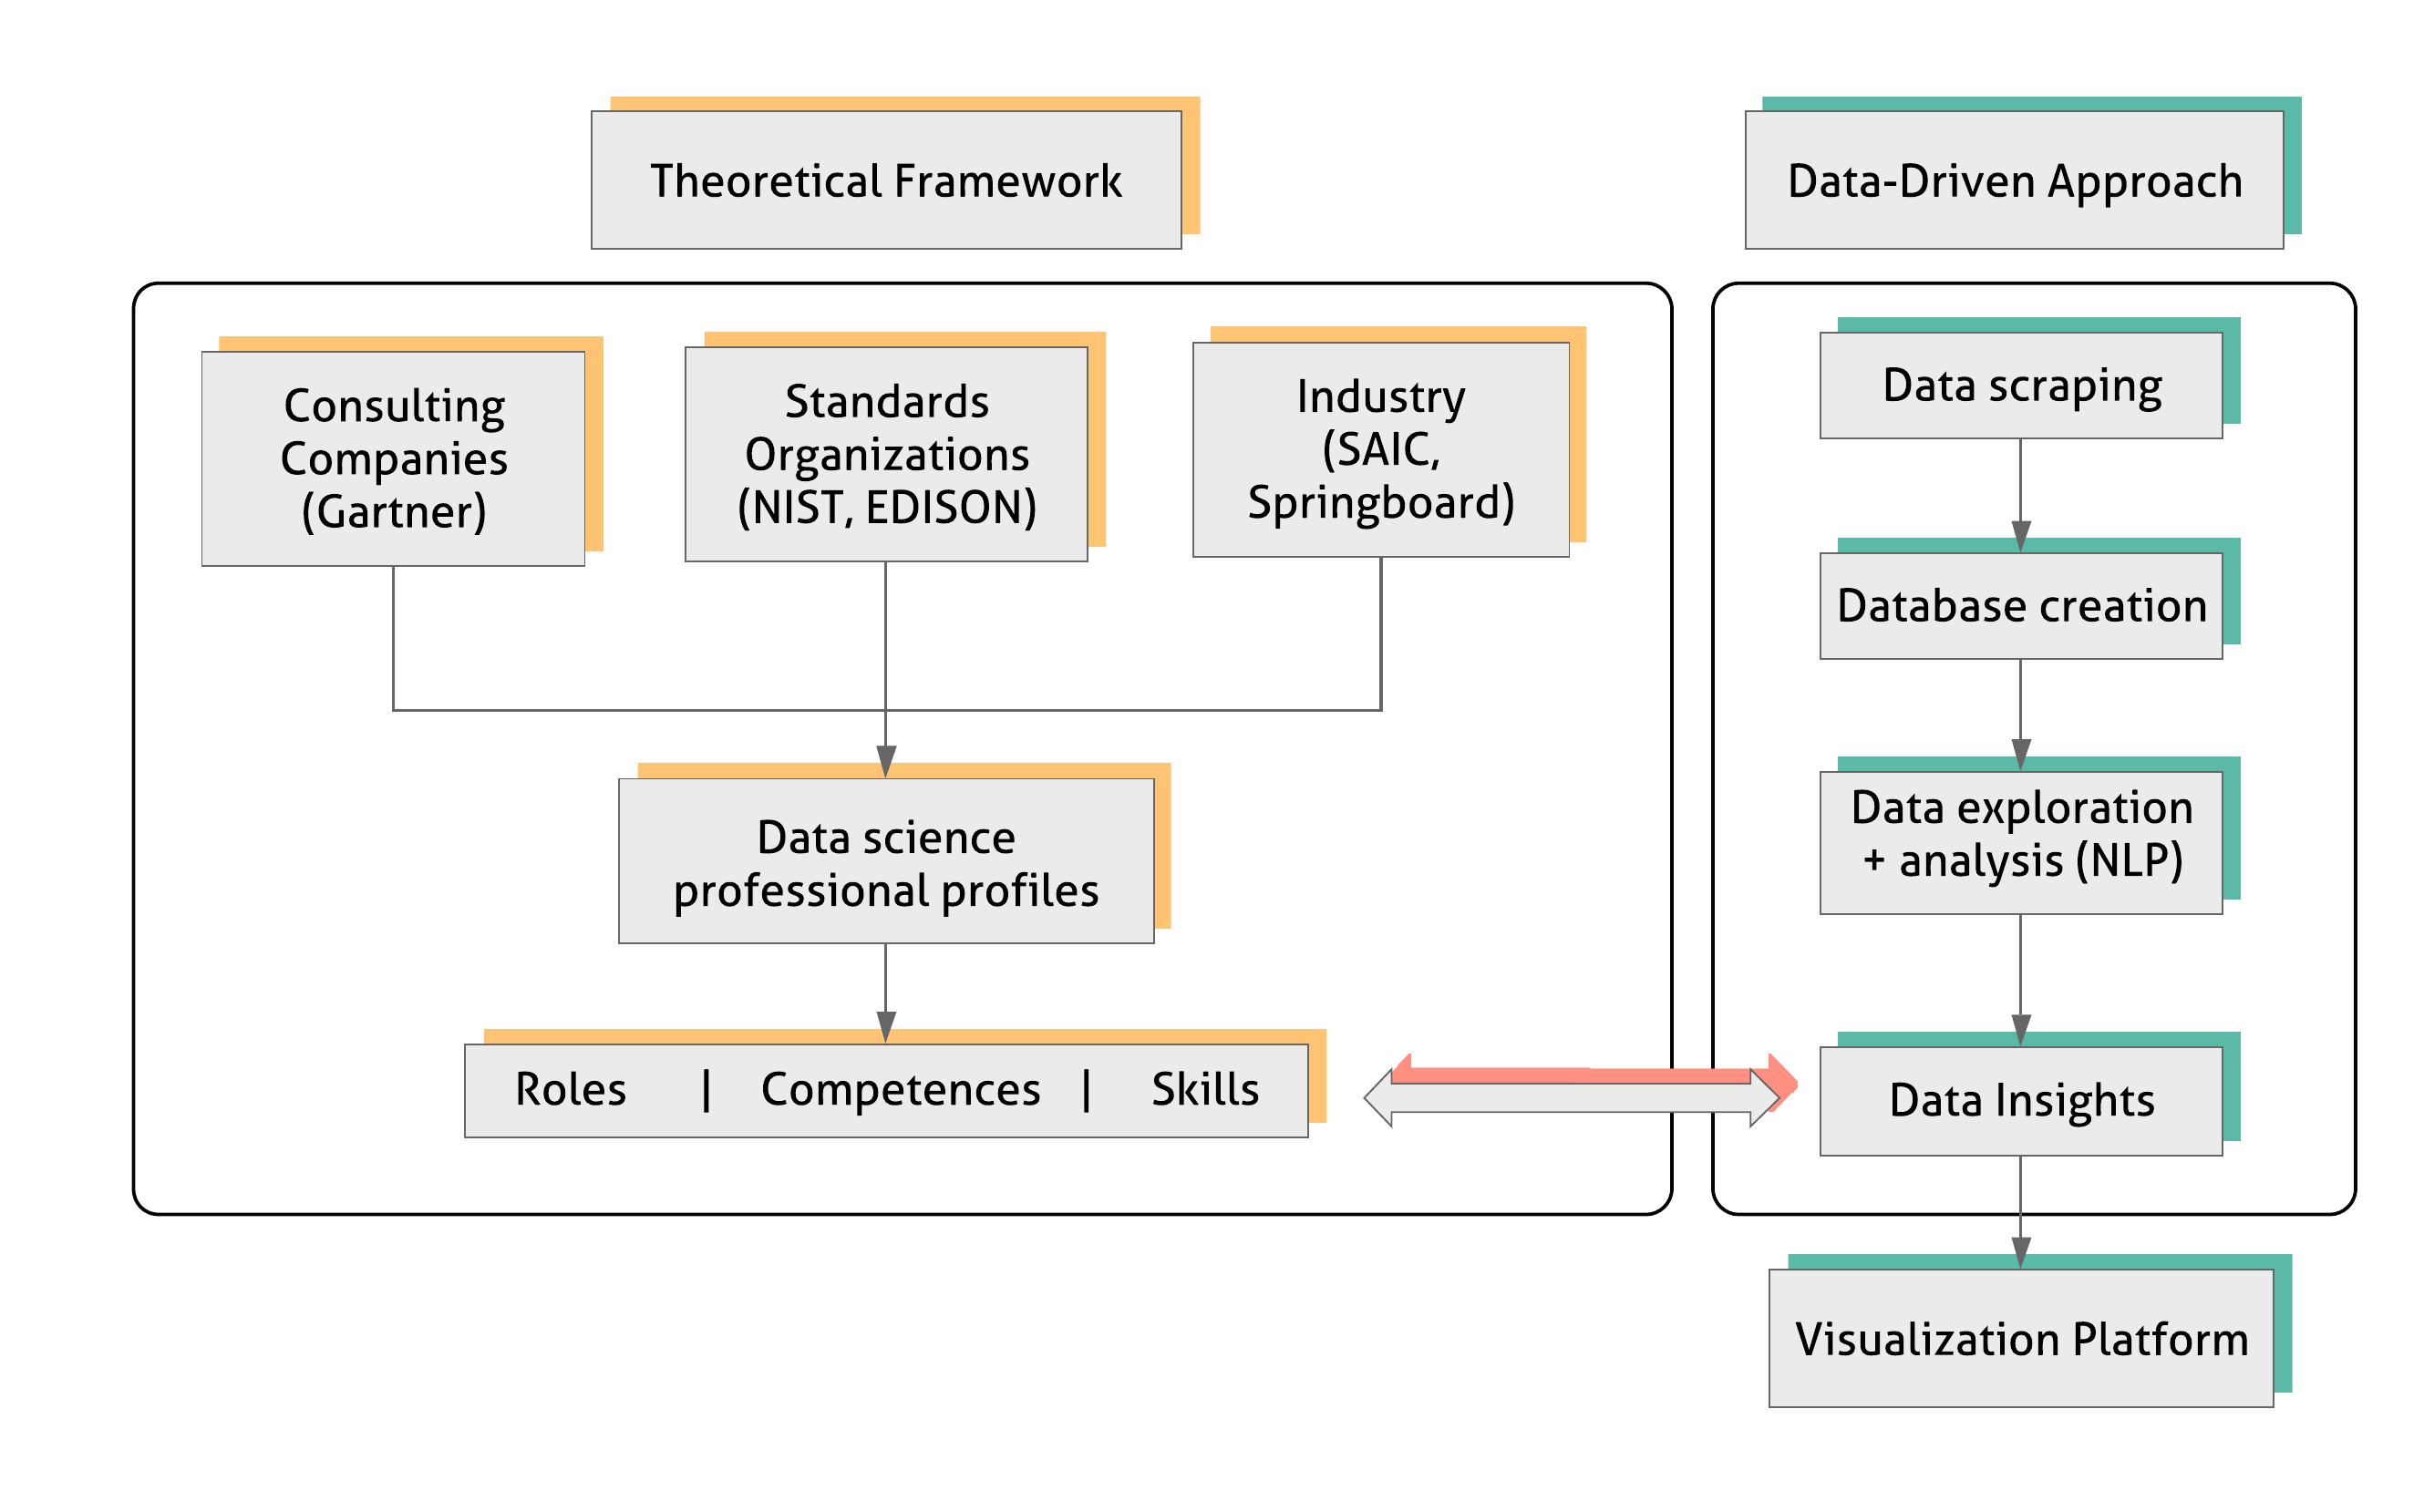 Theoretical Framework
Data-Driven Approach
Consulting
Companies
(Gartner)
Standards
Organizations
(NIST, EDISON)
Industry
(SAIC,
Springboard)
Data science
professional profiles
Roles | Competences | Skills
Data scraping
Database creation
Data exploration
+ analysis (NLP)
Data Insights
Visualization Platform